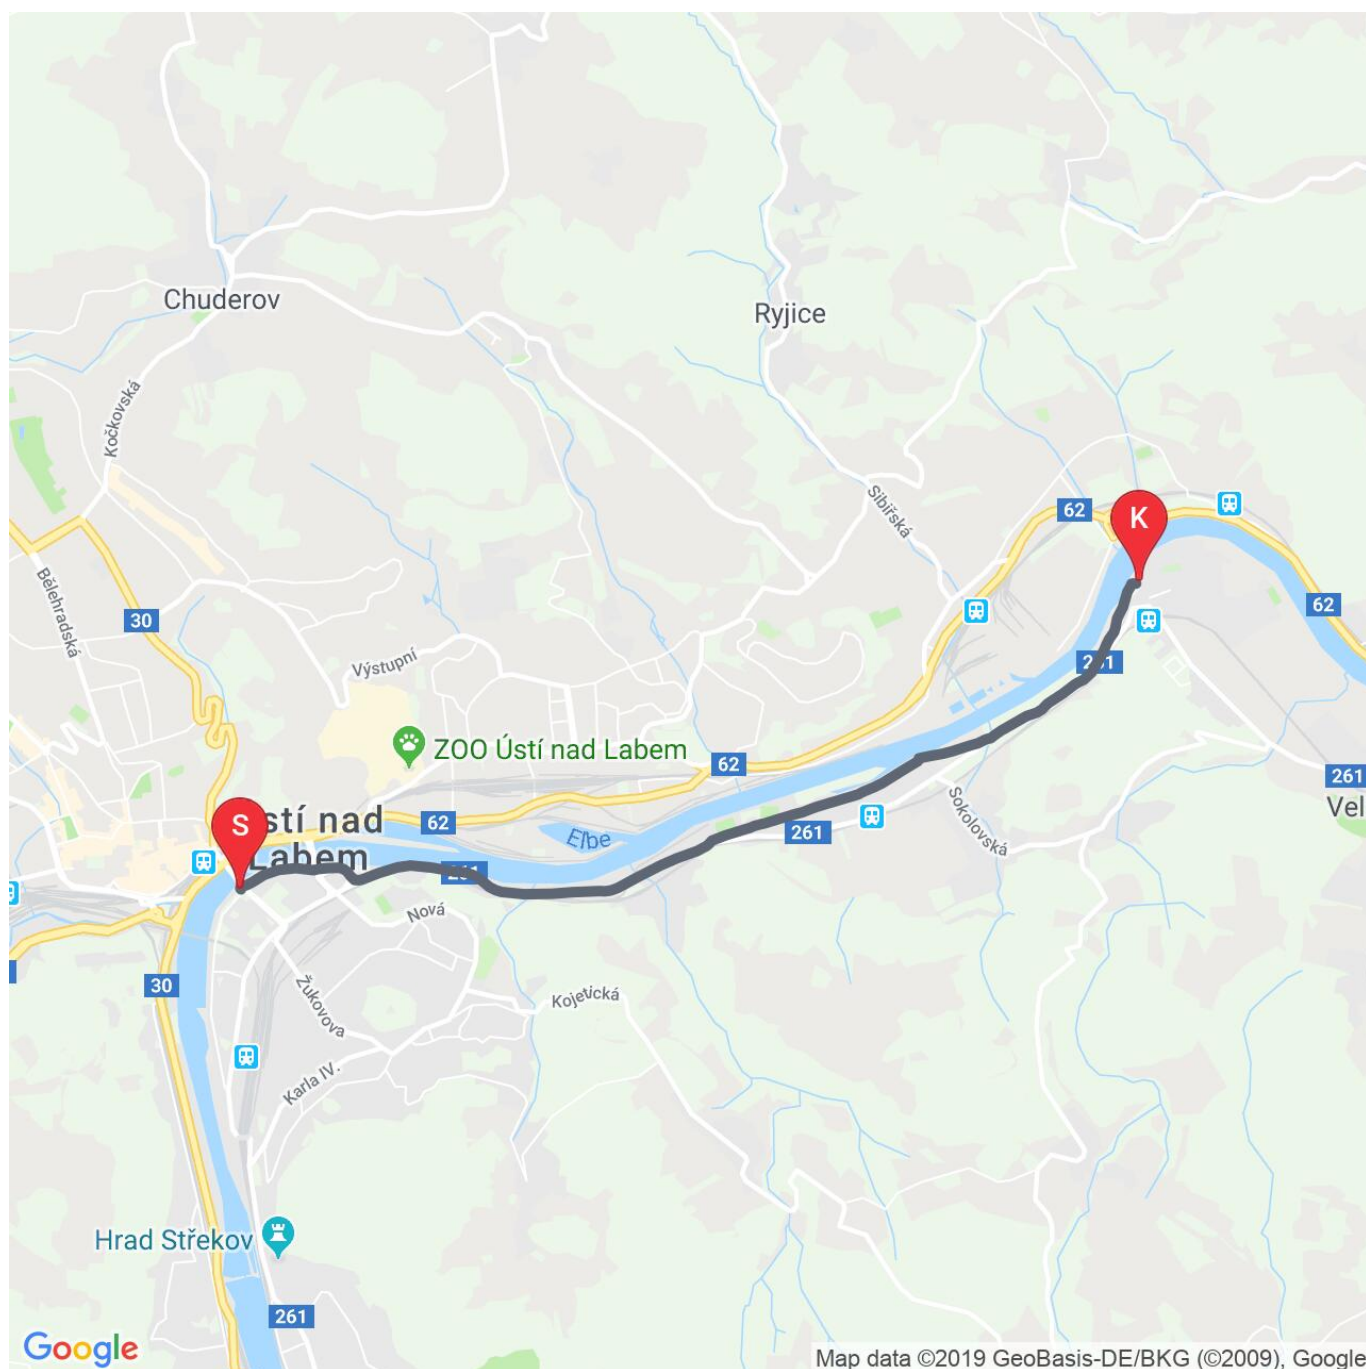 Chuderov
Ryjice
Kočkovská
Sibiřská
62
K
Bělehradská
30
62
Výstupní
261
ZOO Ústí nad Labem
62
261
Vel
S
stí nad
Labem
62
Elbe
261
Sokolovská
261
Nová
30
Žukovova
Kojetická
Karla IV.
Hrad Střekov
261
Google
Map data ©2019 GeoBasis-DE/BKG (©2009), Google